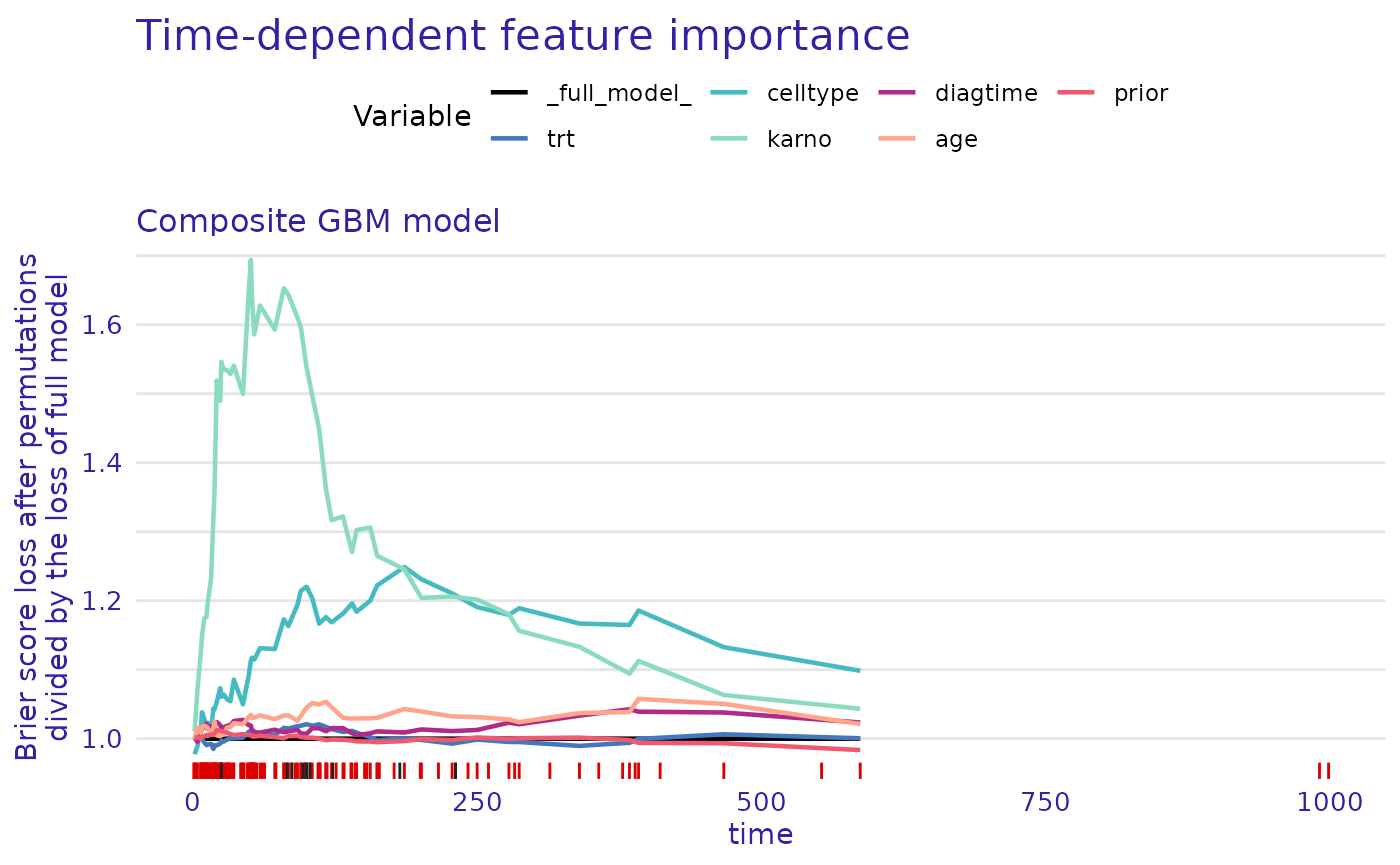 Time-dependent feature importance
Variable
_full_model_ celltype diagtime prior
trt karno age
Composite GBM model
Brier score loss after permutations
divided by the loss of full model
1.6
1.4
1.2
1.0
0 250 500 750 1000
time